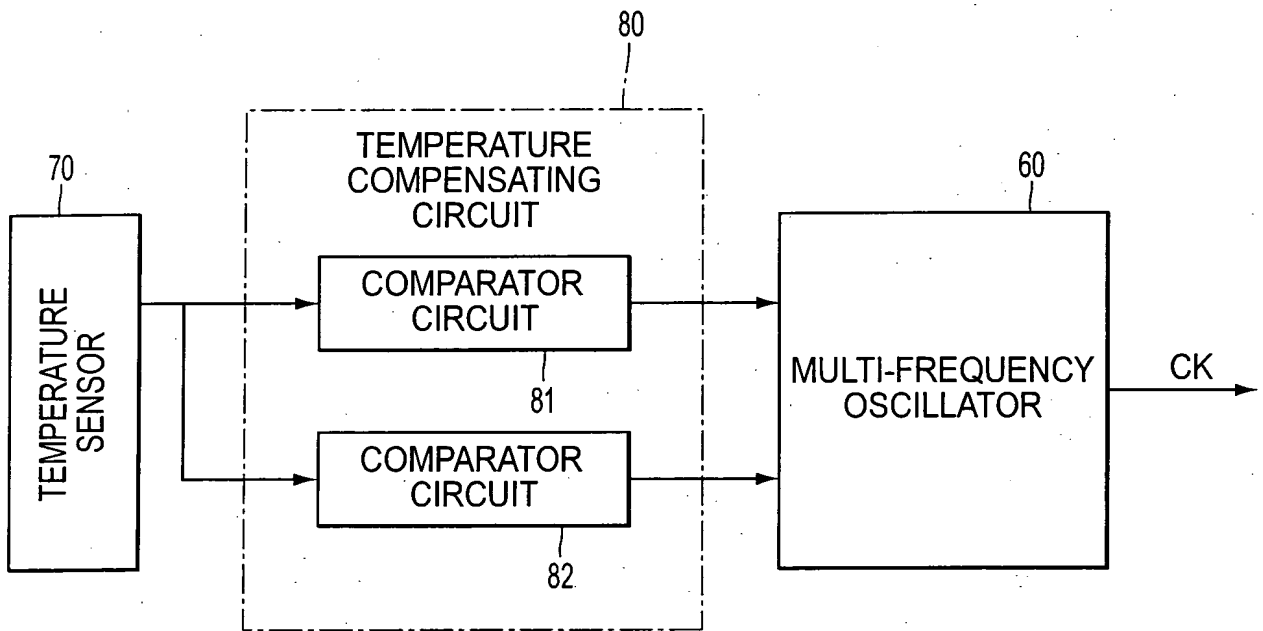 80
TEMPERATURE
COMPENSATING
CIRCUIT
70
TEMPERATURE
SENSOR
COMPARATOR
CIRCUIT
81
COMPARATOR
CIRCUIT
82
60
MULTI-FREQUENCY
OSCILLATOR
CK